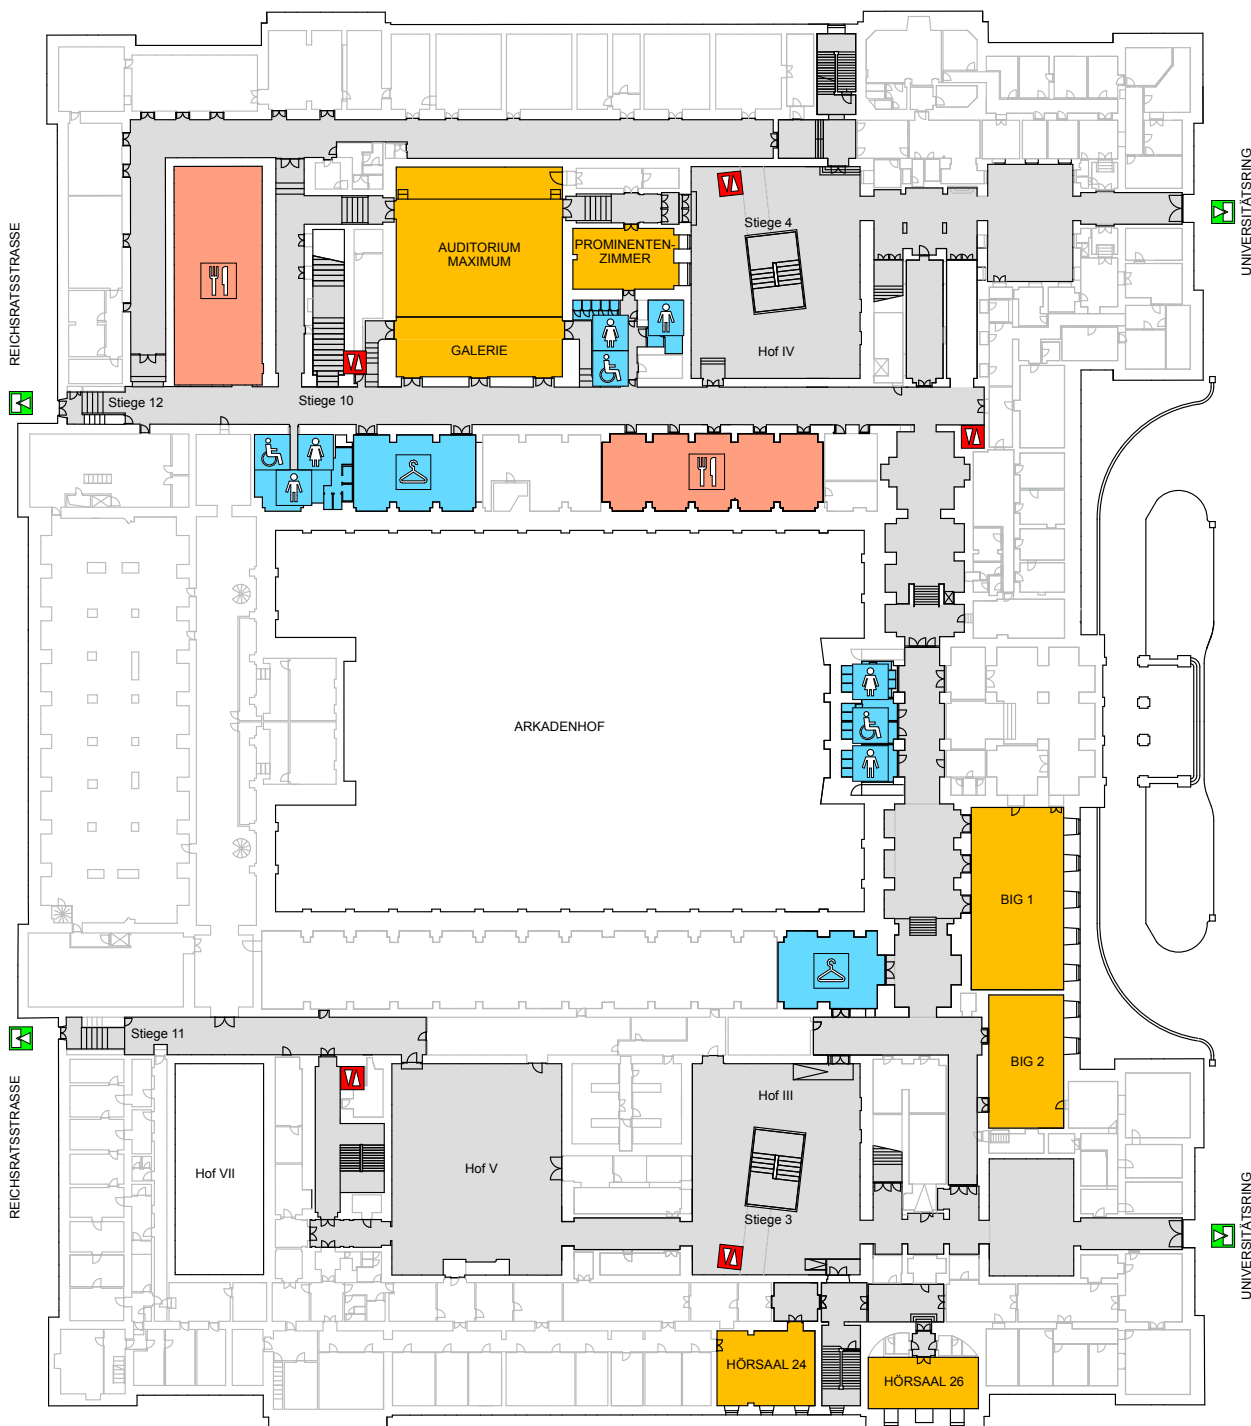 REICHSRATSSTRASSE
UNIVERSITÄTSRING
Stiege 4
AUDITORIUM
MAXIMUM
PROMINENTEN-
ZIMMER
GALERIE
Hof IV
Stiege 12
Stiege 10
ARKADENHOF
BIG 1
Stiege 11
BIG 2
Hof III
Hof VII
Hof V
Stiege 3
REICHSRATSSTRASSE
UNIVERSITÄTSRING
HÖRSAAL 24
HÖRSAAL 26